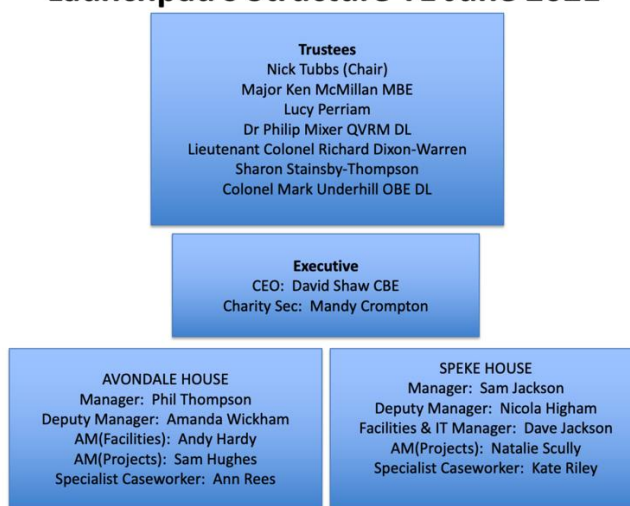 Trustees
Nick Tubbs (Chair)
Major Ken McMillan MBE
Lucy Perriam
Dr Philip Mixer QVRM DL
Lieutenant Colonel Richard Dixon-Warren
Sharon Stainsby-Thompson
Colonel Mark Underhill OBE DL
Executive
CEO: David Shaw CBE
Charity Sec: Mandy Crompton
AVONDALE HOUSE
Manager: Phil Thompson
Deputy Manager: Amanda Wickham
AM(Facilities): Andy Hardy
AM(Projects): Sam Hughes
Specialist Caseworker: Ann Rees
SPEKE HOUSE
Manager: Sam Jackson
Deputy Manager: Nicola Higham
Facilities & IT Manager: Dave Jackson
AM(Projects): Natalie Scully
Specialist Caseworker: Kate Riley